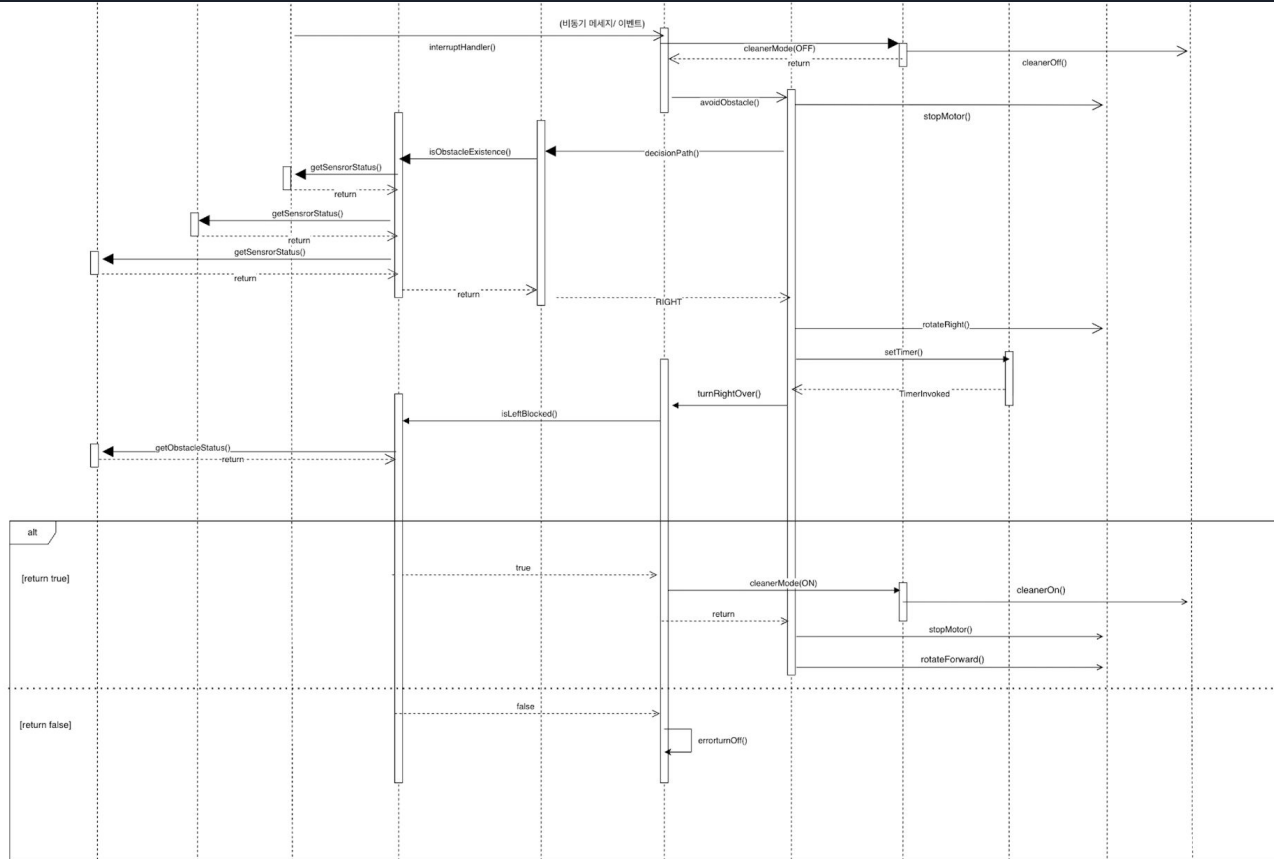 (비동기 메세지/ 이벤트)
interruptHandler()
cleanerMode(OFF)
return
cleanerOff()
avoidObstacle()
stopMotor()
isObstacleExistence()
decisionPath()
getSensrorStatus()
return
getSensrorStatus()
return
getSensrorStatus()
return
return
RIGHT
rotateRight()
setTimer()
TimerInvoked
turnRightOver()
isLeftBlocked()
getObstacleStatus()
return
alt
[return true]
true
cleanerMode(ON)
cleanerOn()
return
stopMotor()
rotateForward()
[return false]
false
errorturnOff()